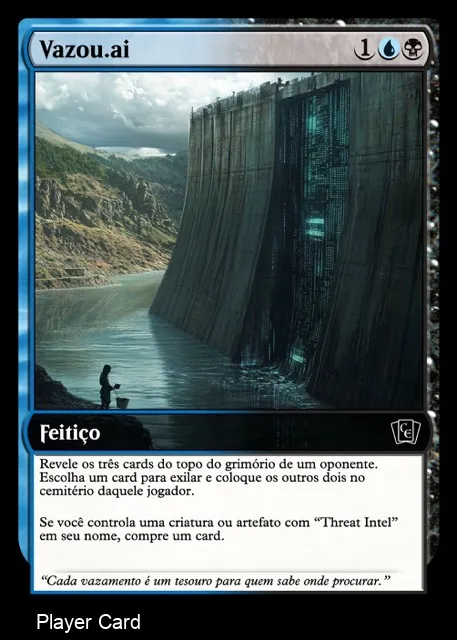 Vazou.ai
1
Feitiço
CE
Revele os três cards do topo do grimório de um oponente.
Escolha um card para exilar e coloque os outros dois no
cemitério daquele jogador.
Se você controla uma criatura ou artefato com “Threat Intel”
em seu nome, compre um card.
“Cada vazamento é um tesouro para quem sabe onde procurar.”
Player Card